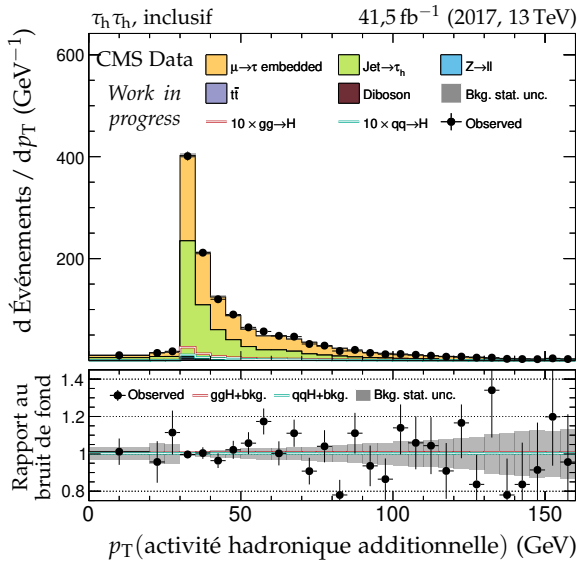 τhτh, inclusif 41,5 fb⁻¹ (2017, 13 TeV)
d Événements / dpT (GeV⁻¹)
600
400
200
CMS Data
Work in
progress
μ→τ embedded Jet→τh Z→ll
tt̄ Diboson Bkg. stat. unc.
10 × gg→H 10 × qq→H Observed
Rapport au
bruit de fond
1.4
1.2
1
0.8
Observed ggH+bkg. qqH+bkg. Bkg. stat. unc.
0 50 100 150
pT(activité hadronique additionnelle) (GeV)